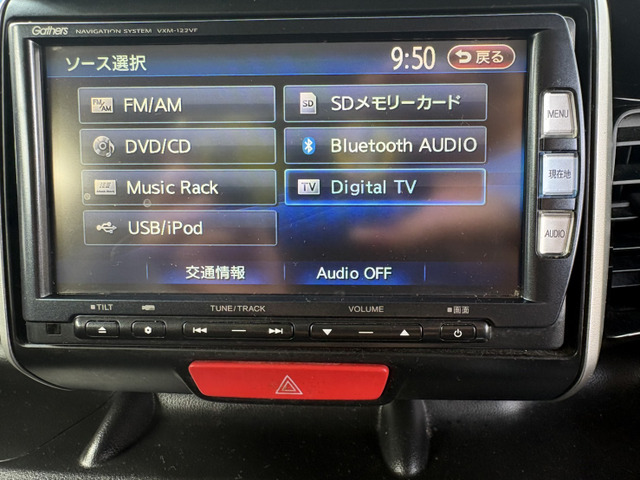 Gathers NAVIGATION SYSTEM VXM-122VF
ソース選択 9:50 戻る
FM/AM SD SDメモリーカード
DVD/CD Bluetooth AUDIO
Music Rack TV Digital TV
USB/iPod
交通情報 Audio OFF
MENU
現在地
AUDIO
TILT TUNE/TRACK VOLUME 画面